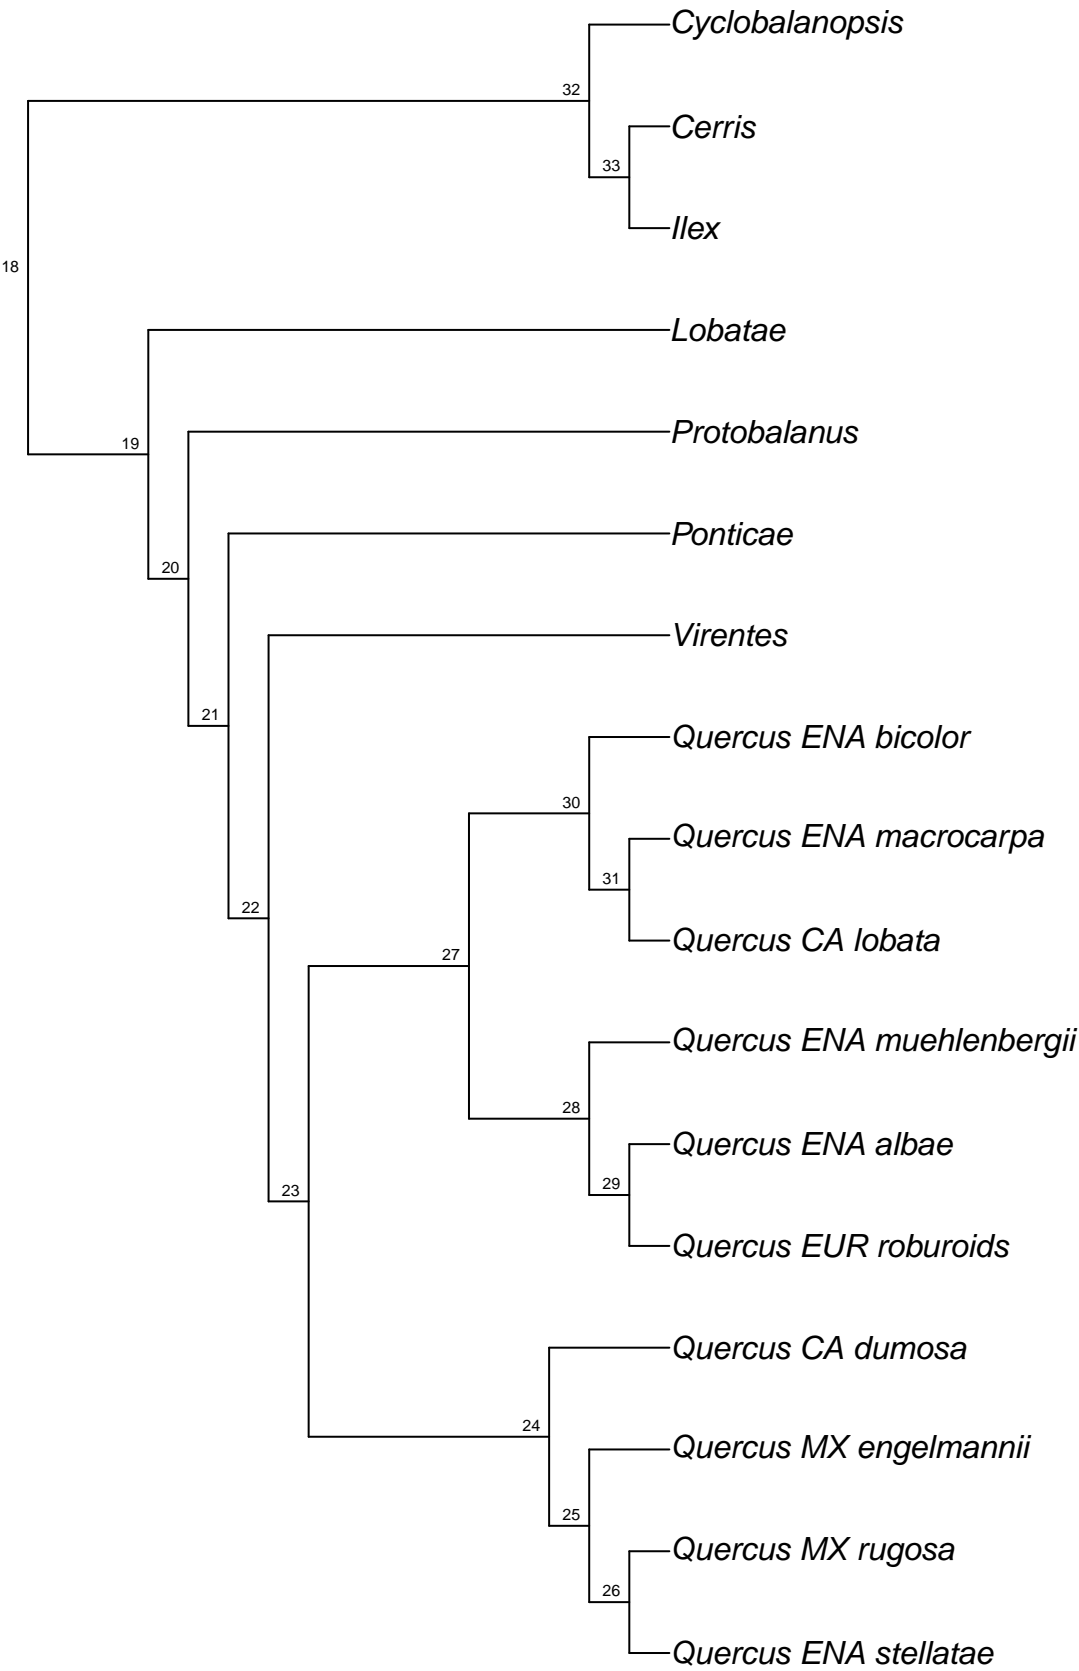 Cyclobalanopsis
32
Cerris
33
Ilex
18
Lobatae
Protobalanus
19
Ponticae
20
Virentes
21
Quercus ENA bicolor
30
Quercus ENA macrocarpa
31
22
Quercus CA lobata
27
Quercus ENA muehlenbergii
28
Quercus ENA albae
29
23
Quercus EUR roburoids
Quercus CA dumosa
24
Quercus MX engelmannii
25
Quercus MX rugosa
26
Quercus ENA stellatae